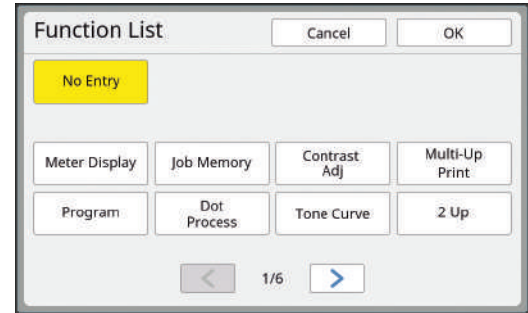 Function List
Cancel
OK
No Entry
Meter Display
Job Memory
Contrast
Adj
Multi-Up
Print
Program
Dot
Process
Tone Curve
2 Up
1/6